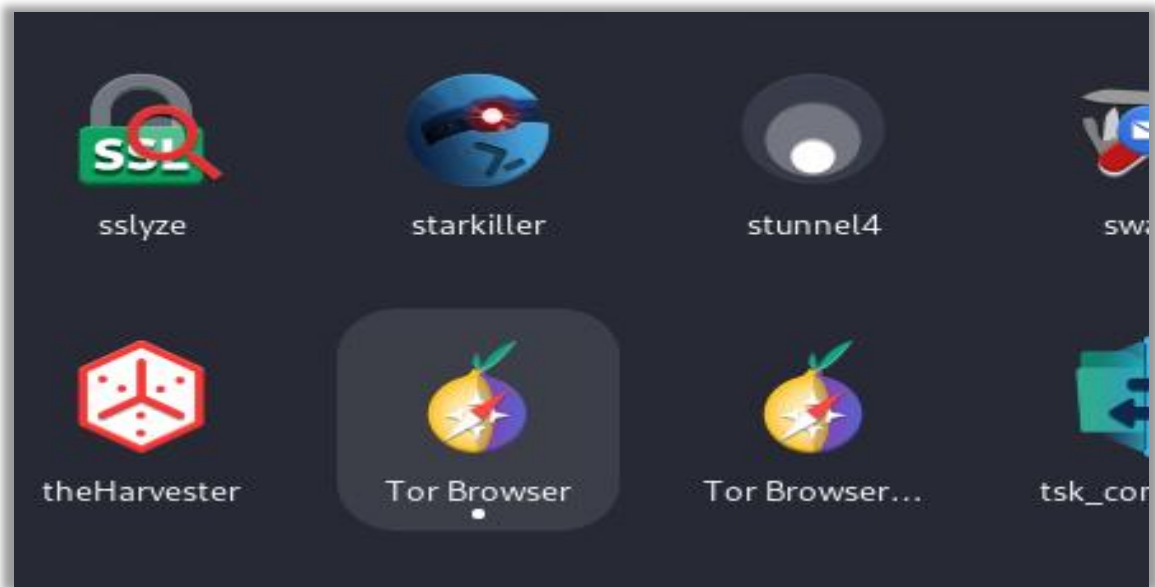 SSL
sslyze
starkiller
stunnel4
theHarvester
Tor Browser
Tor Browser...